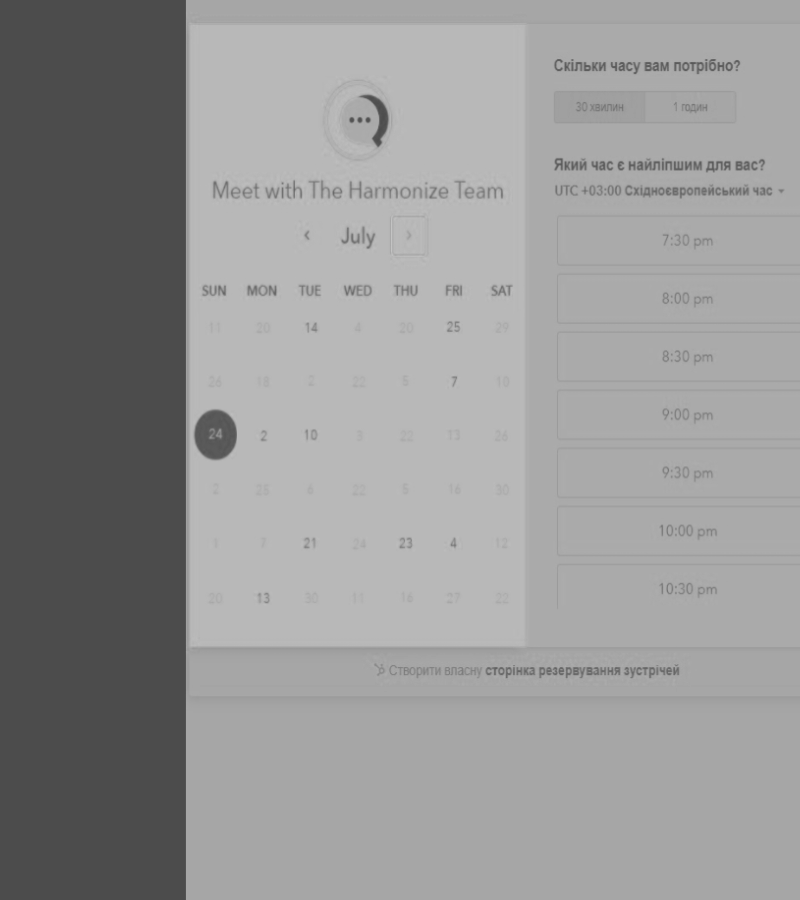 Meet with The Harmonize Team
July
SUN MON TUE WED THU FRI SAT
11 20 14 4 20 25 29
26 18 2 22 5 7 10
24 2 10 9 22 13 26
2 25 6 22 5 16 30
1 7 21 24 23 4 12
20 13 30 11 16 27 22
Скільки часу вам потрібно?
30 хвилин 1 годин
Який час є найліпшим для вас?
UTC +03:00 Східноєвропейський час
7:30 pm
8:00 pm
8:30 pm
9:00 pm
9:30 pm
10:00 pm
10:30 pm
Створити власну сторінка резервування зустрічей